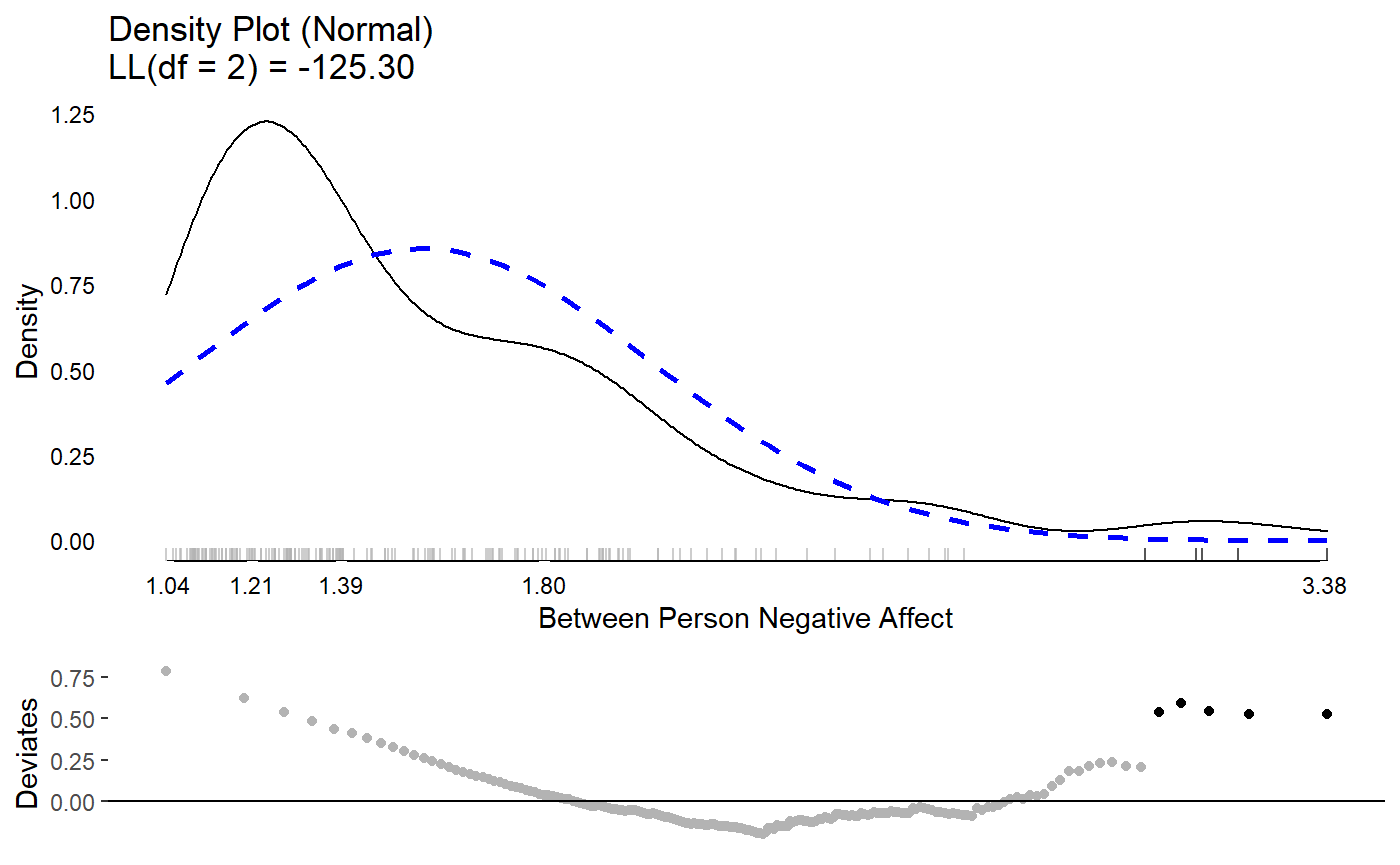 Density Plot (Normal)
LL(df = 2) = -125.30
1.25
1.00
0.75
0.50
0.25
0.00
Density
1.04 1.21 1.39 1.80 3.38
Between Person Negative Affect
0.75
0.50
0.25
0.00
Deviates